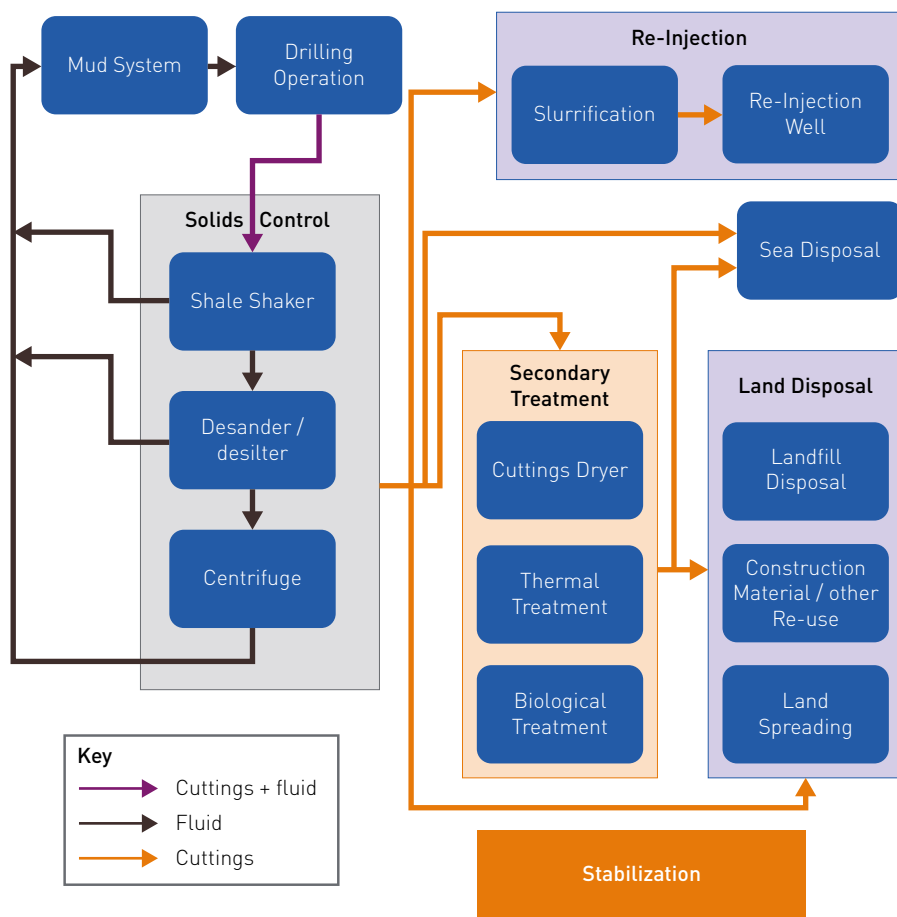 Mud System
Drilling
Operation
Re-Injection
Slurrification
Re-Injection
Well
Solids Control
Shale Shaker
Desander /
desilter
Centrifuge
Sea Disposal
Secondary
Treatment
Cuttings Dryer
Thermal
Treatment
Biological
Treatment
Land Disposal
Landfill
Disposal
Construction
Material / other
Re-use
Land
Spreading
Key
Cuttings + fluid
Fluid
Cuttings
Stabilization